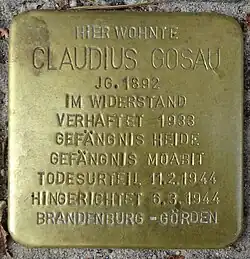 HIER WOHNTE
CLAUDIUS GOSAU
JG. 1892
IM WIDERSTAND
VERHAFTET 1933
GEFÄNGNIS HEIDE
GEFÄNGNIS MOABIT
TODESURTEIL 11.2.1944
HINGERICHTET 6.3.1944
BRANDENBURG - GÖRDEN